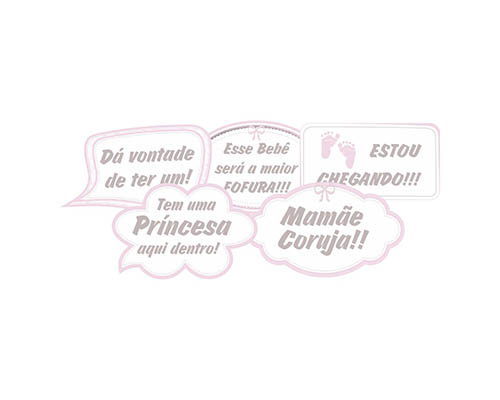 Dá vontade
de ter um!
Esse Bebê
será a maior
FOFURA!!!
ESTOU
CHEGANDO!!!
Tem uma
Princesa
aqui dentro!
Mamãe
Coruja!!